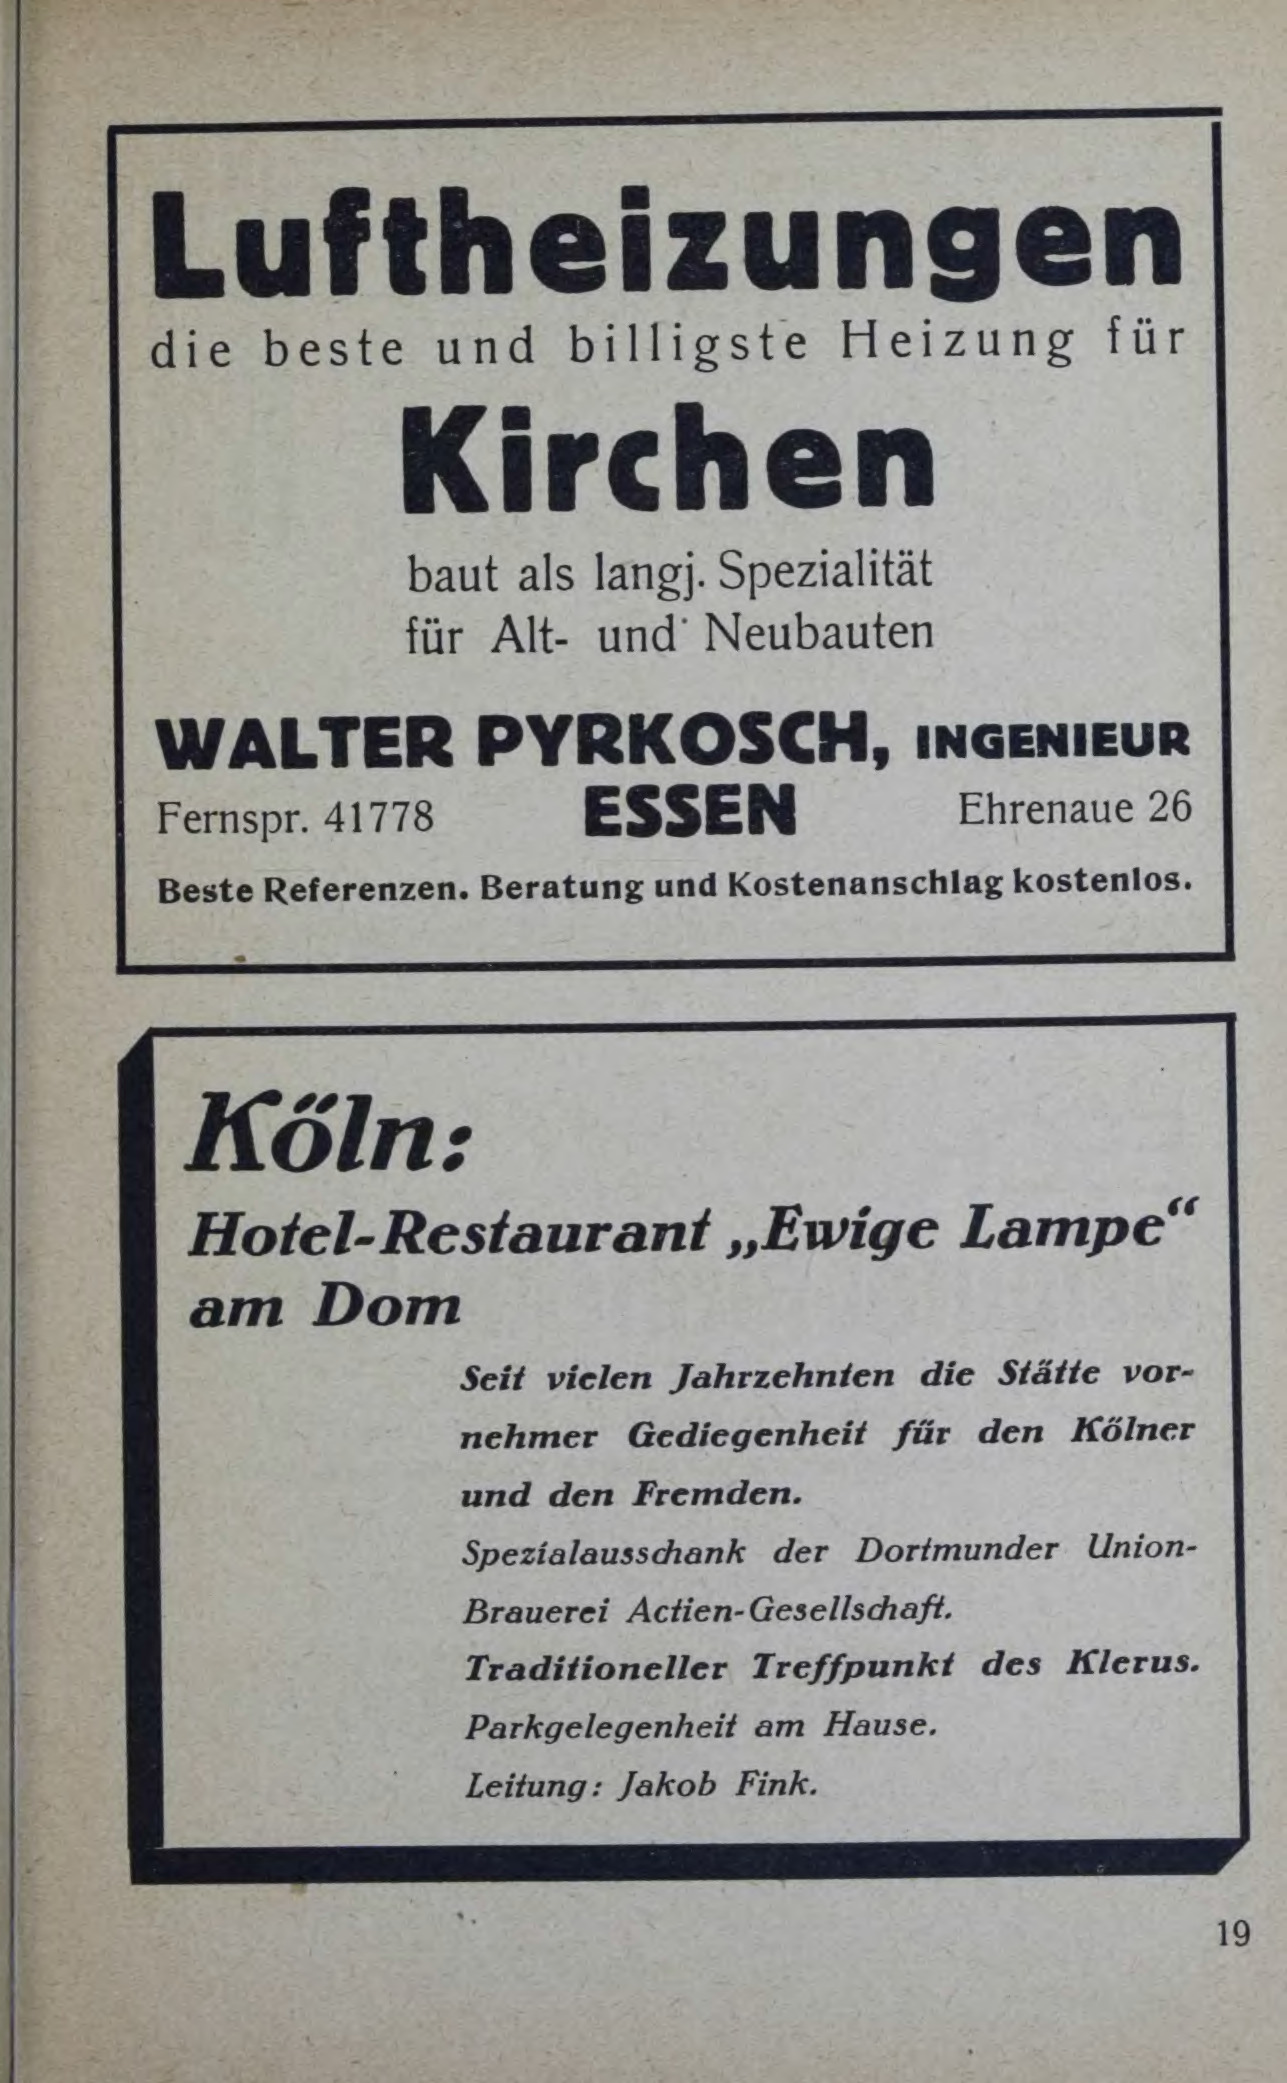 Luftheizungen
die beste und billigste Heizung für
Kirchen
baut als langj. Spezialität
für Alt- und Neubauten
WALTER PYRKOSCH, INGENIEUR
Fernspr. 41778 ESSEN Ehrenaue 26
Beste Referenzen. Beratung und Kostenanschlag kostenlos.
Köln:
Hotel-Restaurant „Ewige Lampe“
am Dom
Seit vielen Jahrzehnten die Stätte vor-
nehmer Gediegenheit für den Kölner
und den Fremden.
Spezialausschank der Dortmunder Union-
Brauerei Actien-Gesellschaft.
Traditioneller Treffpunkt des Klerus.
Parkgelegenheit am Hause.
Leitung: Jakob Fink.
19